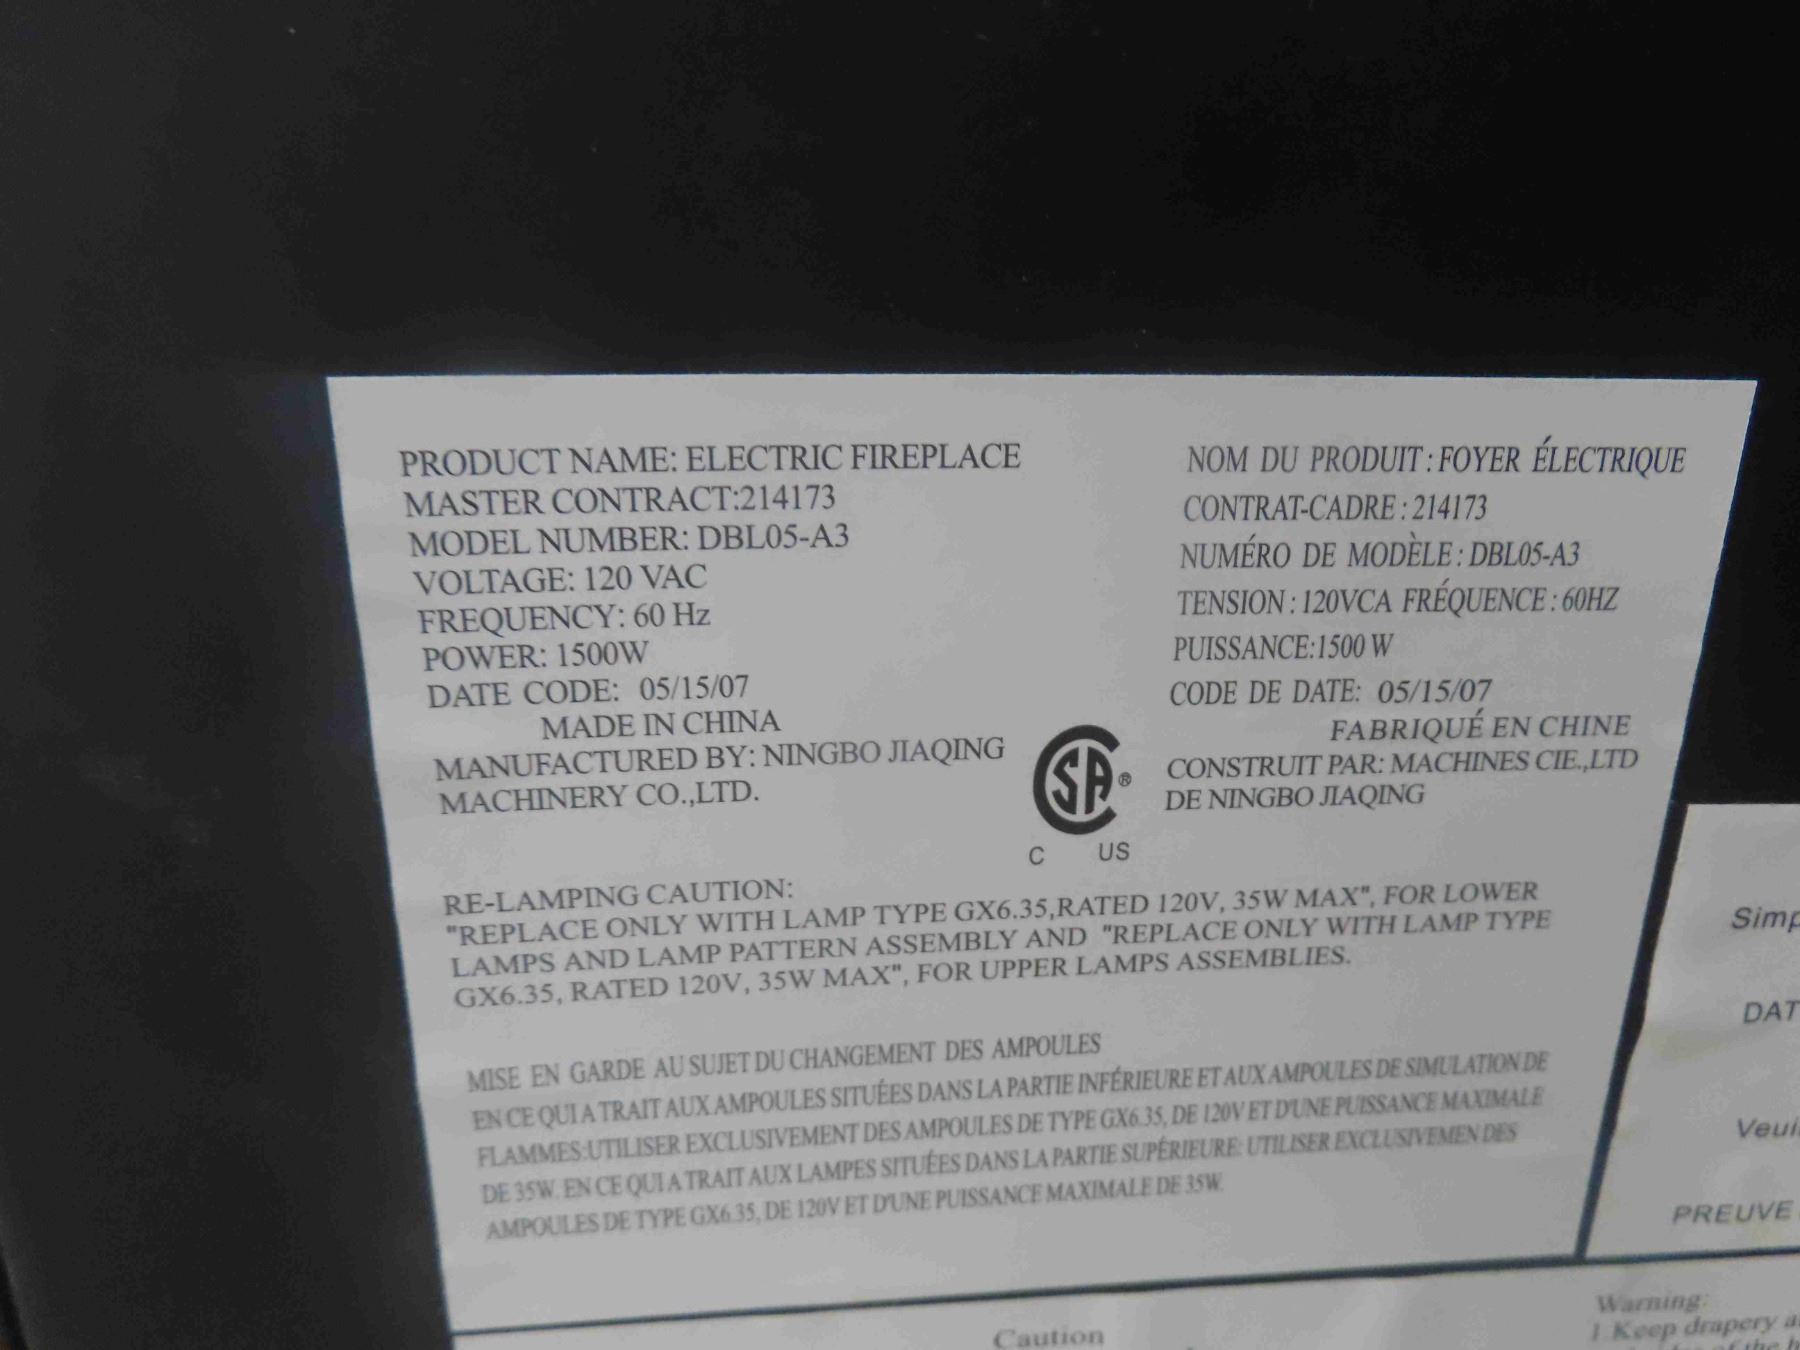 PRODUCT NAME: ELECTRIC FIREPLACE
MASTER CONTRACT:214173
MODEL NUMBER: DBL05-A3
VOLTAGE: 120 VAC
FREQUENCY: 60 Hz
POWER: 1500W
DATE CODE: 05/15/07
MADE IN CHINA
MANUFACTURED BY: NINGBO JIAQING
MACHINERY CO.,LTD.
NOM DU PRODUIT : FOYER ÉLECTRIQUE
CONTRAT-CADRE : 214173
NUMÉRO DE MODÈLE : DBL05-A3
TENSION : 120VCA FRÉQUENCE : 60HZ
PUISSANCE:1500 W
CODE DE DATE: 05/15/07
FABRIQUÉ EN CHINE
CONSTRUIT PAR: MACHINES CIE.,LTD
DE NINGBO JIAQING
SA®
C US
RE-LAMPING CAUTION:
"REPLACE ONLY WITH LAMP TYPE GX6.35,RATED 120V, 35W MAX", FOR LOWER
LAMPS AND LAMP PATTERN ASSEMBLY AND "REPLACE ONLY WITH LAMP TYPE
GX6.35, RATED 120V, 35W MAX", FOR UPPER LAMPS ASSEMBLIES.
MISE EN GARDE AU SUJET DU CHANGEMENT DES AMPOULES
EN CE QUI A TRAIT AUX AMPOULES SITUÉES DANS LA PARTIE INFÉRIEURE ET AUX AMPOULES DE SIMULATION DE
FLAMMES:UTILISER EXCLUSIVEMENT DES AMPOULES DE TYPE GX6.35, DE 120V ET D'UNE PUISSANCE MAXIMALE
DE 35W. EN CE QUI A TRAIT AUX LAMPES SITUÉES DANS LA PARTIE SUPÉRIEURE: UTILISER EXCLUSIVEMEN DES
AMPOULES DE TYPE GX6.35, DE 120V ET D'UNE PUISSANCE MAXIMALE DE 35W.
Simp
DAT
Veui
PREUVE
Caution
Warning:
1.Keep drapery a